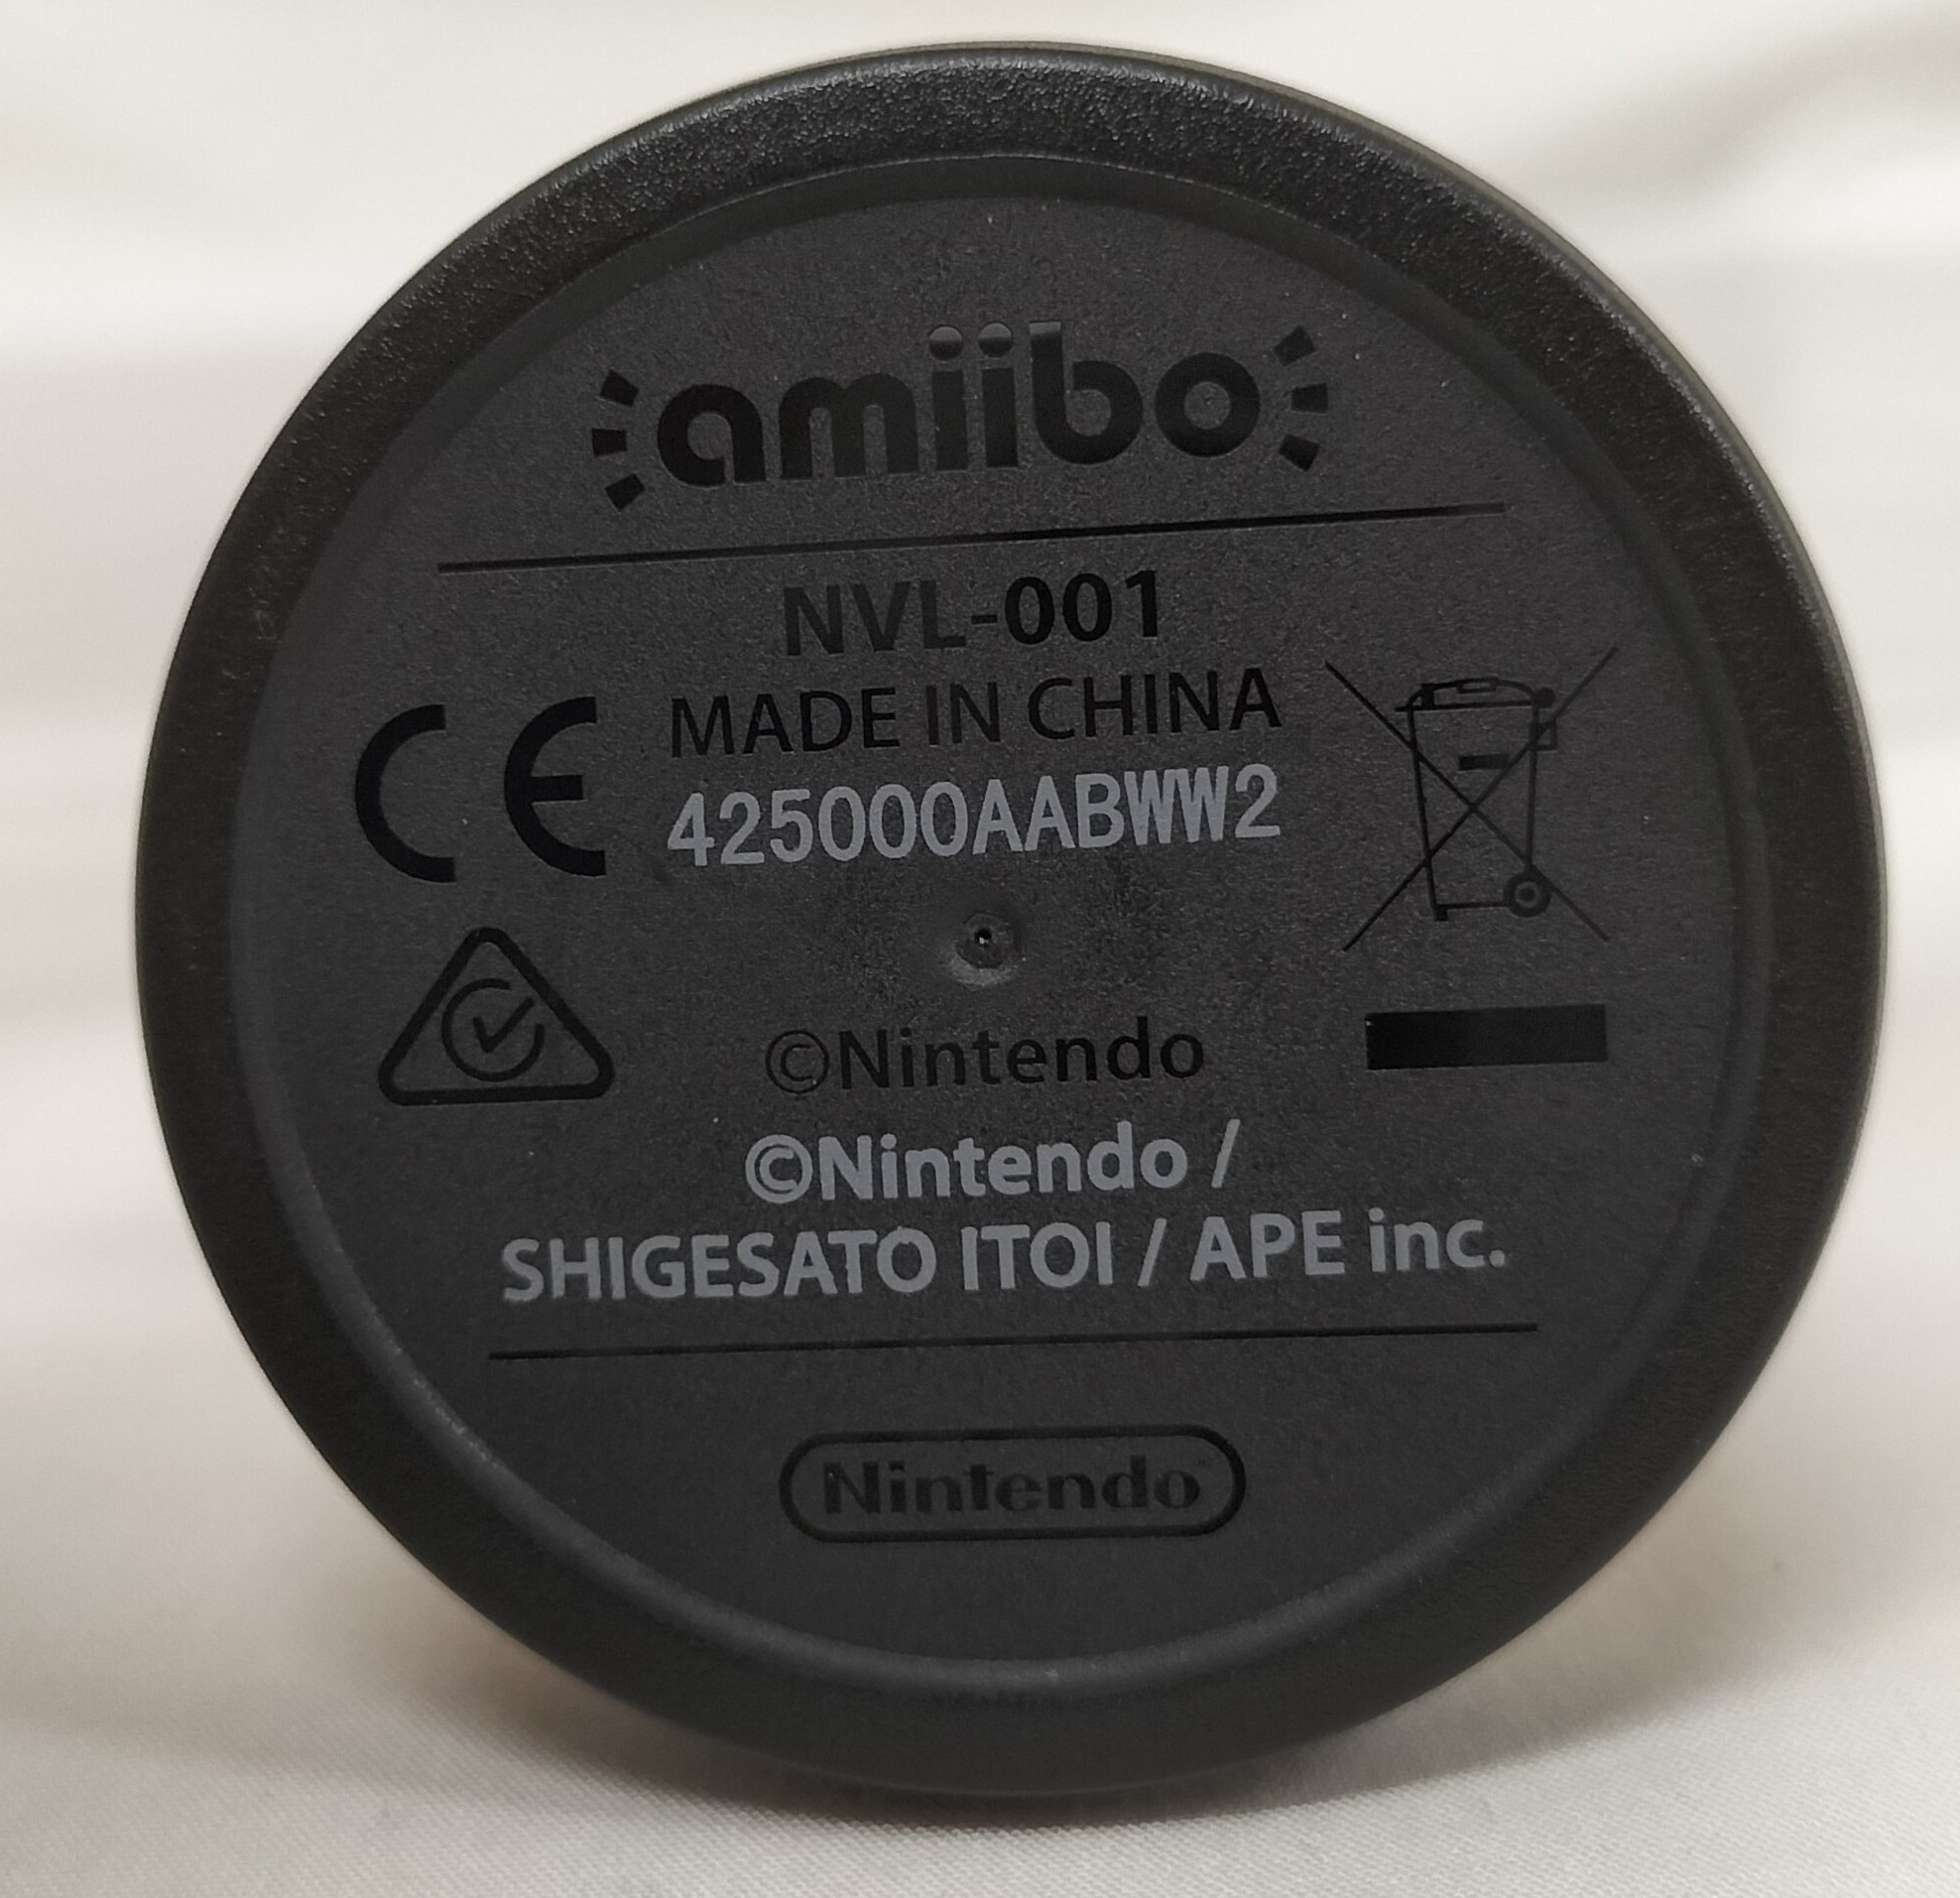 amiibo
NVL-001
MADE IN CHINA
CE
425000AABWW2
©Nintendo
©Nintendo /
SHIGESATO ITOI / APE inc.
Nintendo